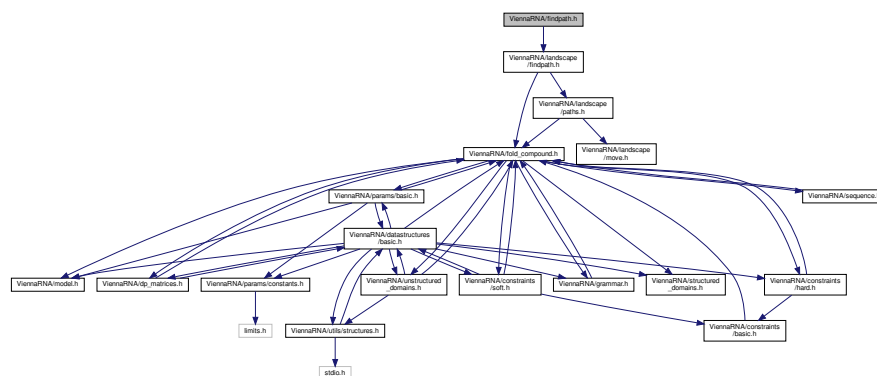 ViennaRNA/findpath.h
ViennaRNA/landscape
/findpath.h
ViennaRNA/landscape
/paths.h
ViennaRNA/fold_compound.h
ViennaRNA/landscape
/move.h
ViennaRNA/params/basic.h
ViennaRNA/sequence.h
ViennaRNA/datastructures
/basic.h
ViennaRNA/model.h
ViennaRNA/dp_matrices.h
ViennaRNA/params/constants.h
ViennaRNA/unstructured
_domains.h
ViennaRNA/constraints
/soft.h
ViennaRNA/grammar.h
ViennaRNA/structured
_domains.h
ViennaRNA/constraints
/hard.h
limits.h
ViennaRNA/utils/structures.h
ViennaRNA/constraints
/basic.h
stdio.h